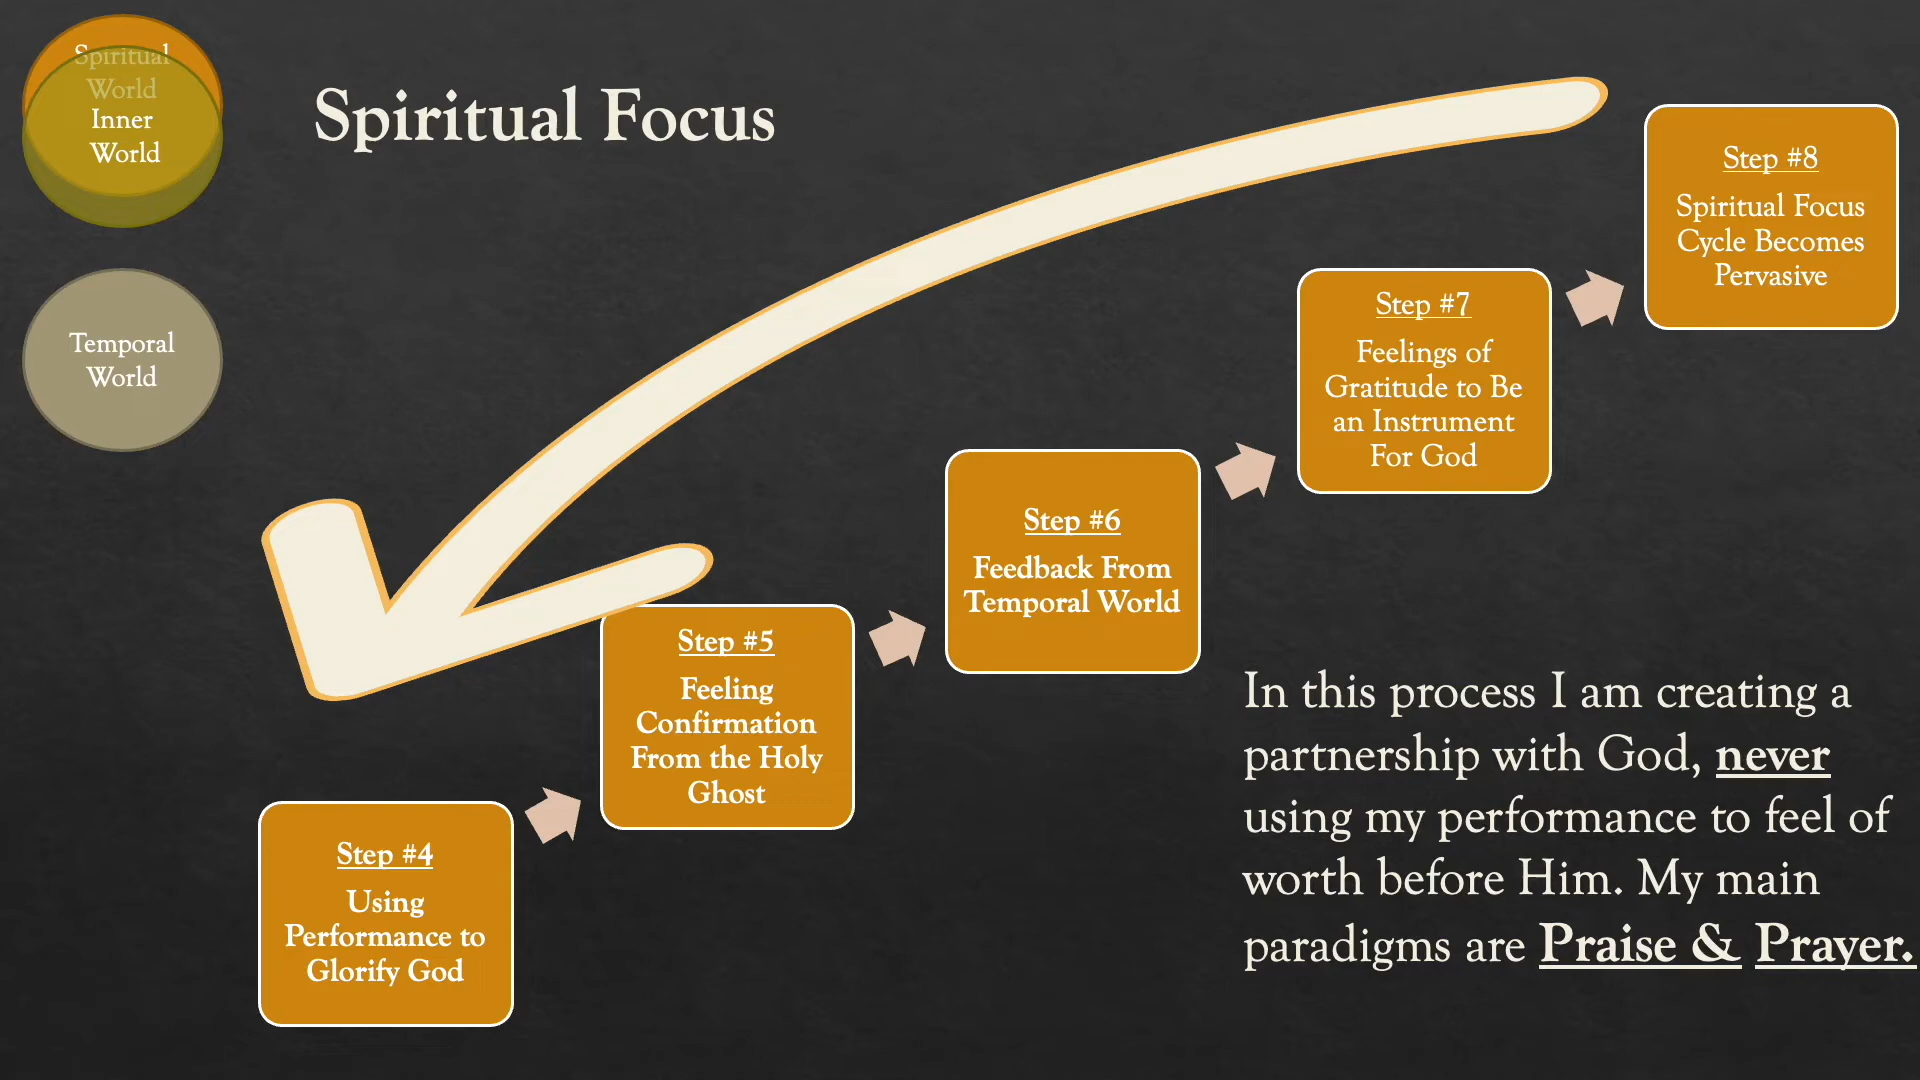 Spiritual
World
Inner
World
Temporal
World
Spiritual Focus
Step #4
Using
Performance to
Glorify God
Step #5
Feeling
Confirmation
From the Holy
Ghost
Step #6
Feedback From
Temporal World
Step #7
Feelings of
Gratitude to Be
an Instrument
For God
Step #8
Spiritual Focus
Cycle Becomes
Pervasive
In this process I am creating a
partnership with God, never
using my performance to feel of
worth before Him. My main
paradigms are Praise & Prayer.